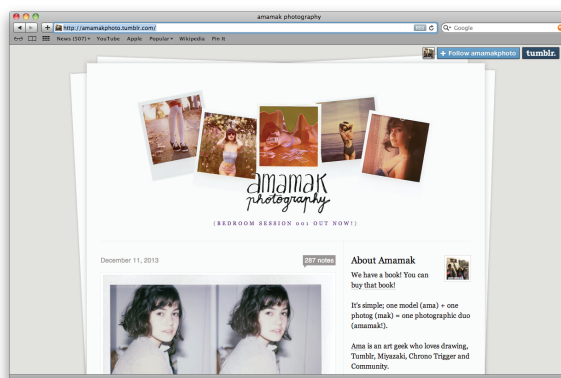 amamak photography
http://amamakphoto.tumblr.com/
RSS
Google
News (507) YouTube Apple Popular Wikipedia Pin It
+ Follow amamakphoto
tumblr.
amamak
photography
(BEDROOM SESSION 001 OUT NOW!)
December 11, 2013
287 notes
About Amamak
We have a book! You can
buy that book!
It's simple; one model (ama) + one
photog (mak) = one photographic duo
(amamak!).
Ama is an art geek who loves drawing,
Tumblr, Miyazaki, Chrono Trigger and
Community.